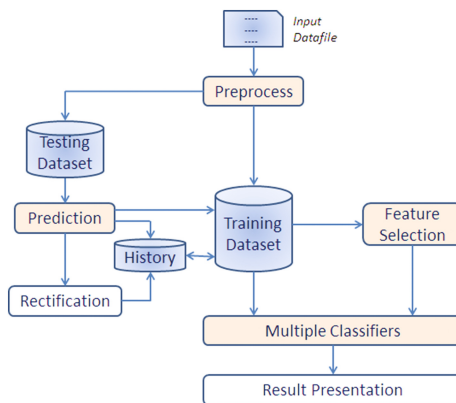 Input
Datafile
Preprocess
Testing
Dataset
Prediction
Training
Dataset
Feature
Selection
History
Rectification
Multiple Classifiers
Result Presentation